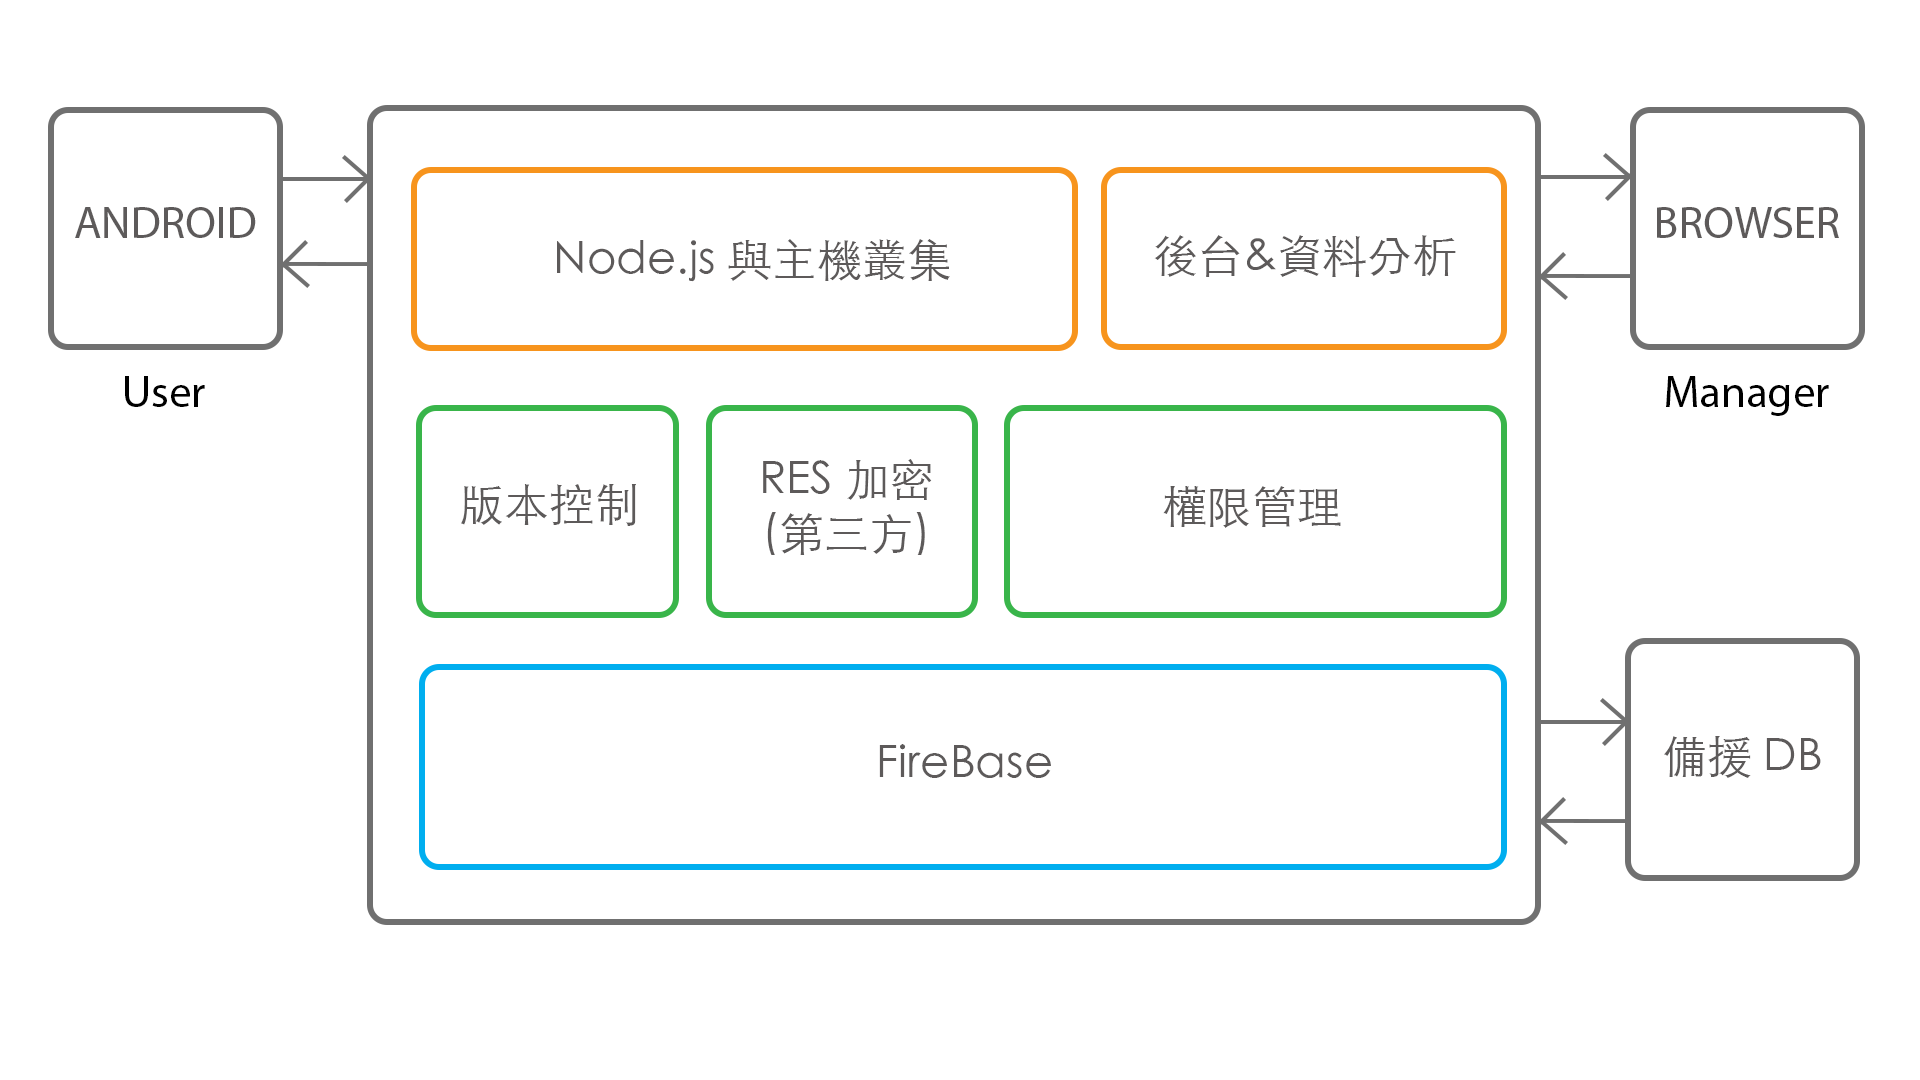 ANDROID
User
Node.js 與主機叢集
後台&資料分析
BROWSER
Manager
版本控制
RES 加密
(第三方)
權限管理
FireBase
備援 DB